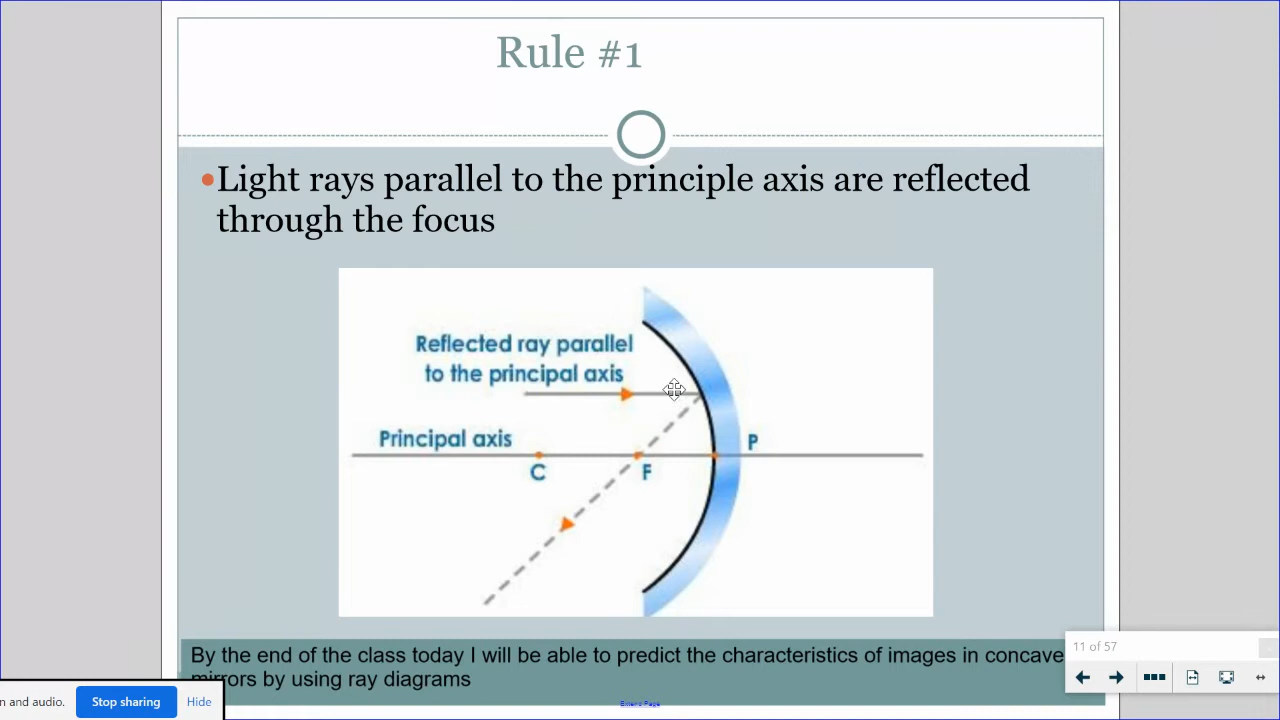 Rule #1
•Light rays parallel to the principle axis are reflected
through the focus
Reflected ray parallel
to the principal axis
Principal axis
P
C
F
By the end of the class today I will be able to predict the characteristics of images in concave
mirrors by using ray diagrams
11 of 57
n and audio.
Stop sharing
Hide
Extend Page